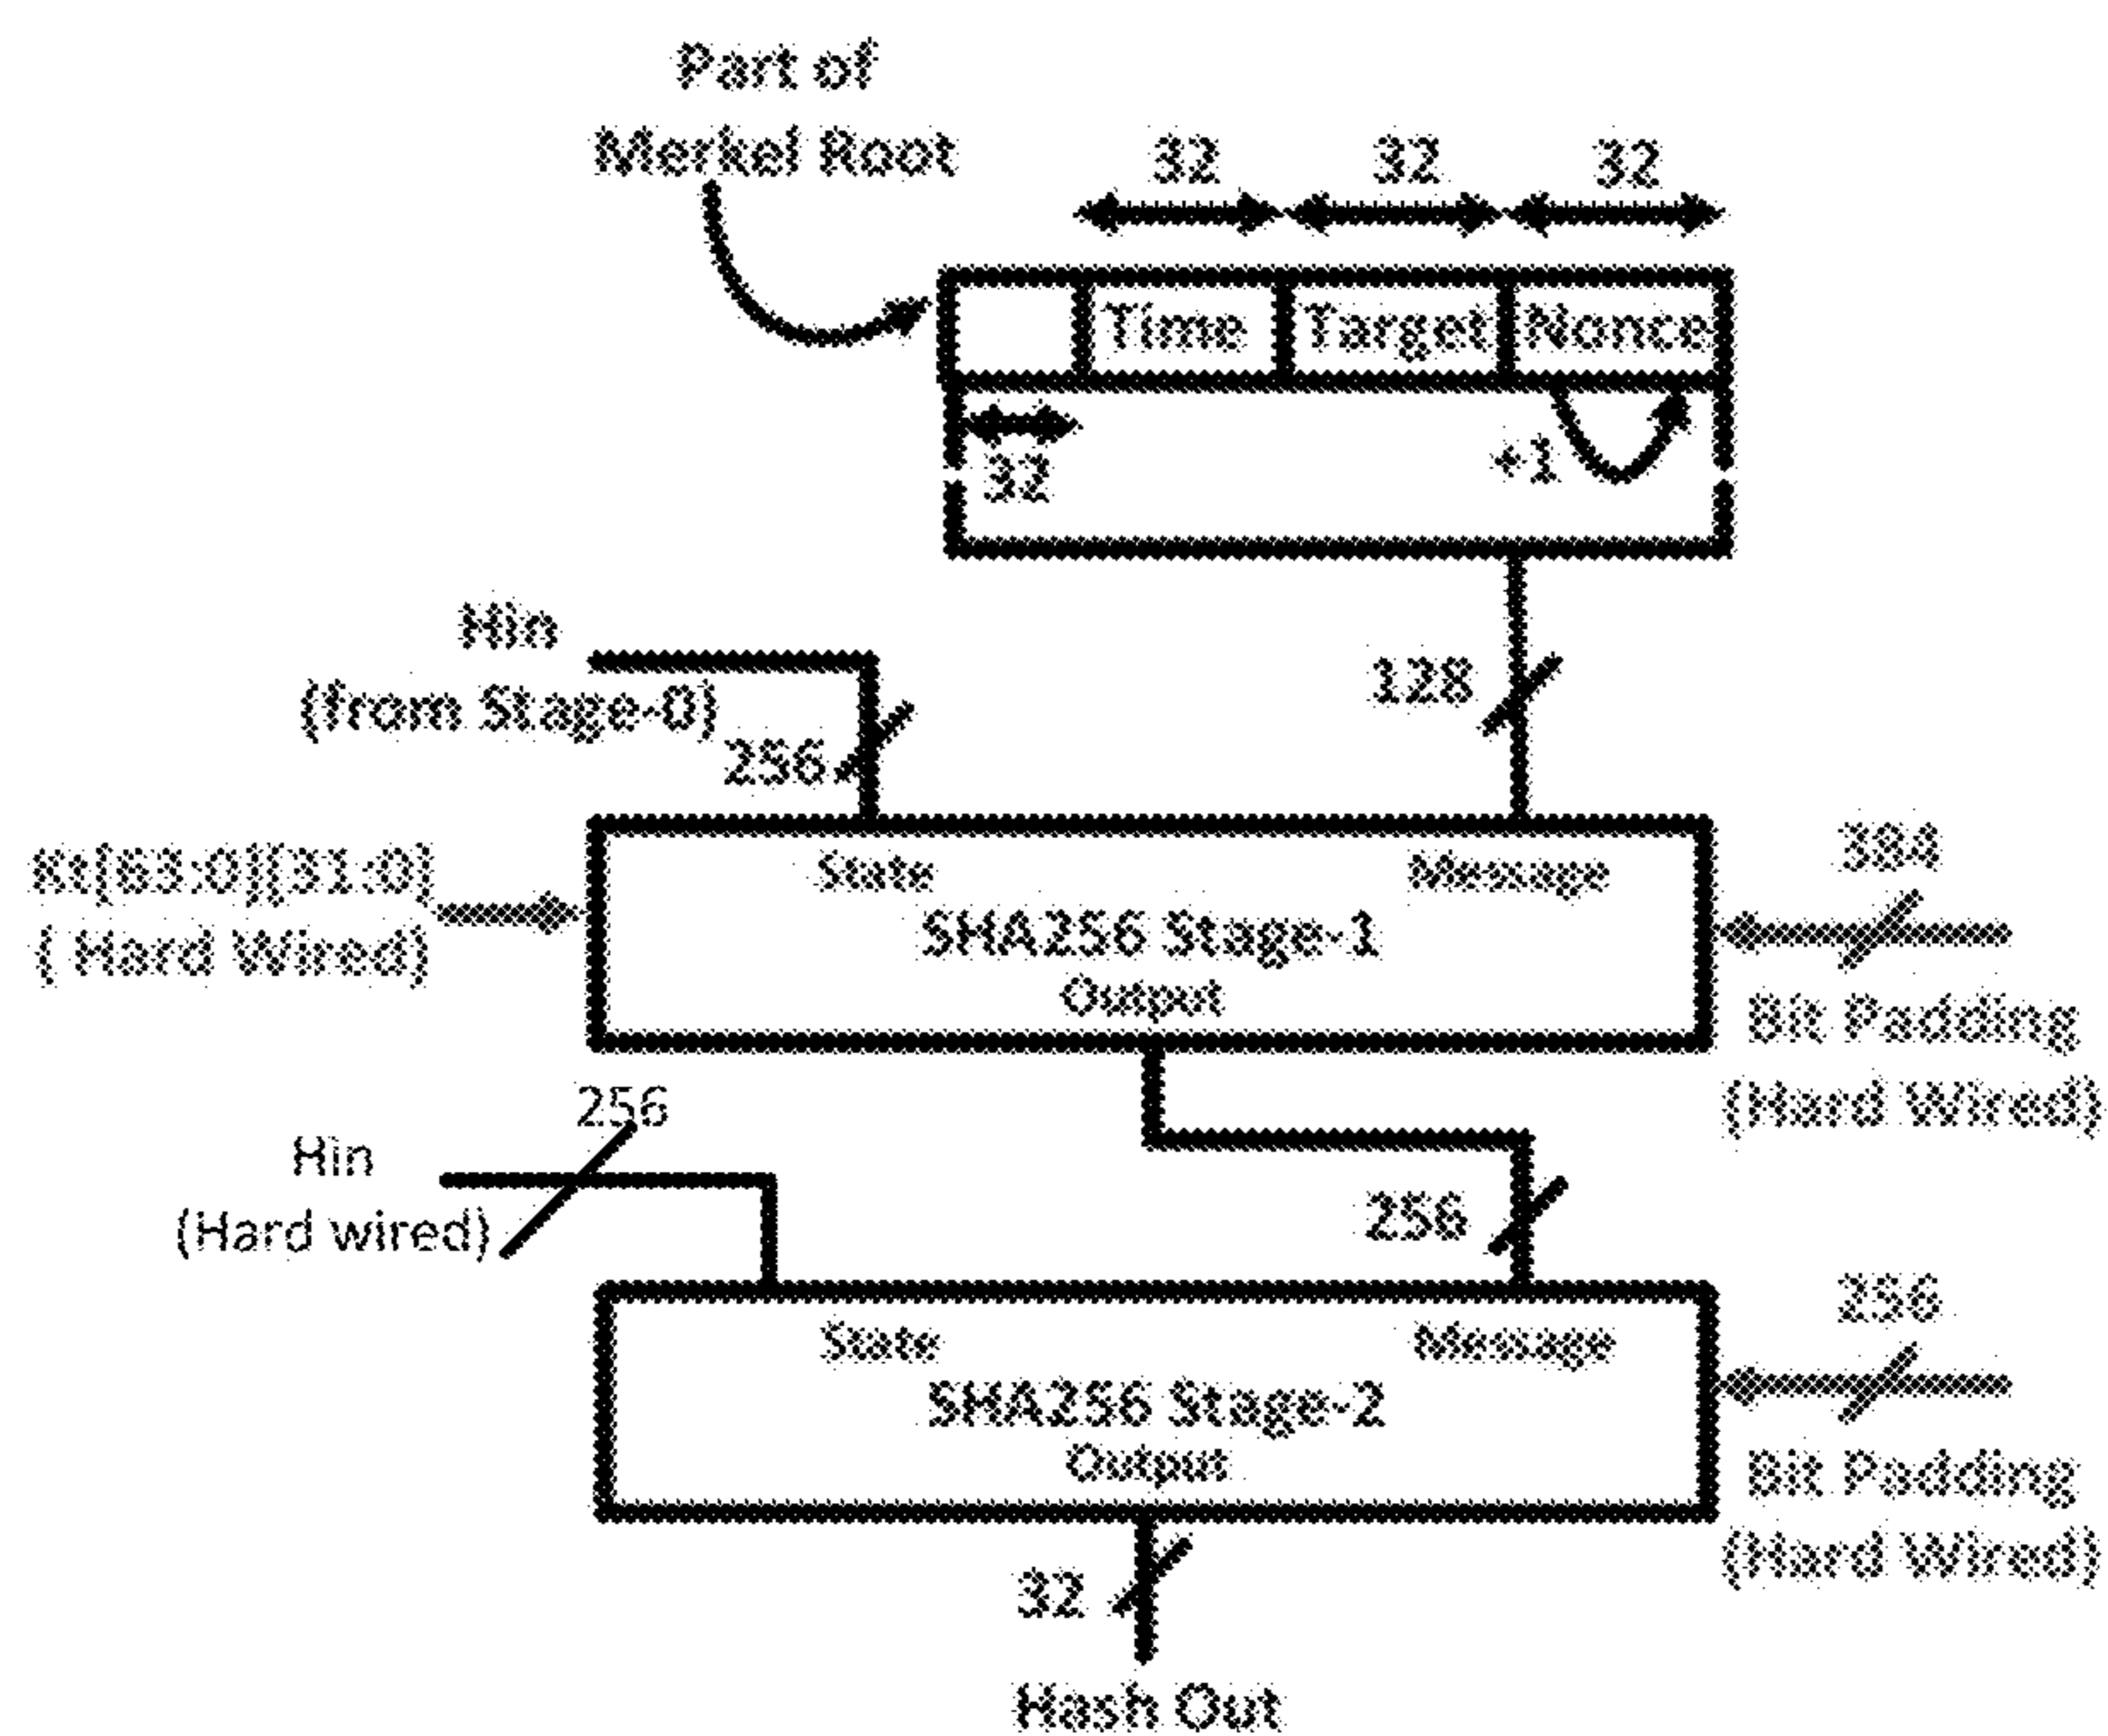 Part of
Merkel Root
32 32 32
Time Target Nonce
32
+1
Hin
(from Stage-0)
256
128
Kt[63:0][31:0]
( Hard Wired)
State Message
SHA256 Stage-1
Output
384
Bit Padding
(Hard Wired)
256
Hin
(Hard wired)
256
State Message
SHA256 Stage-2
Output
256
Bit Padding
(Hard Wired)
32
Hash Out